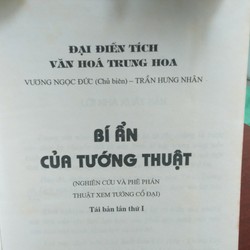 ĐẠI ĐIỂN TÍCH
VĂN HOÁ TRUNG HOA
VƯƠNG NGỌC ĐỨC (Chủ biên) – TRẦN HƯNG NHÂN
BÍ ẨN
CỦA TƯỚNG THUẬT
(NGHIÊN CỨU VÀ PHÊ PHÁN
THUẬT XEM TƯỚNG CỔ ĐẠI)
Tái bản lần thứ 1